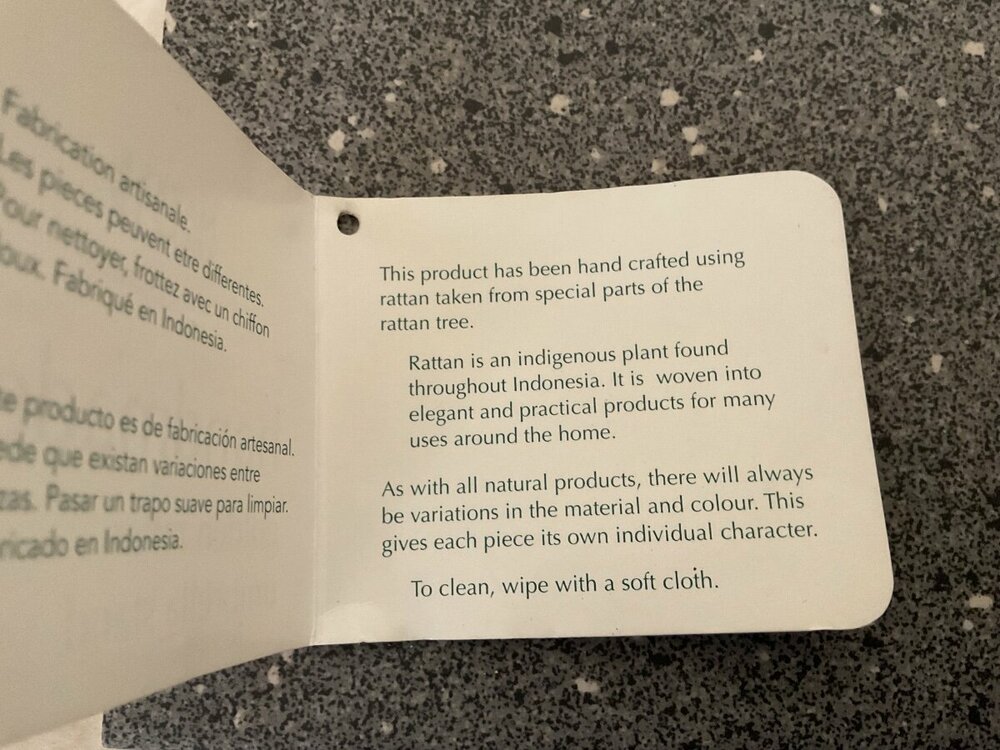 Fabrication artisanale.
Les pieces peuvent etre differentes.
Pour nettoyer, frottez avec un chiffon
doux. Fabriqué en Indonesia.
te producto es de fabricación artesanal.
ede que existan variaciones entre
zas. Pasar un trapo suave para limpiar.
ricado en Indonesia.
This product has been hand crafted using
rattan taken from special parts of the
rattan tree.
Rattan is an indigenous plant found
throughout Indonesia. It is woven into
elegant and practical products for many
uses around the home.
As with all natural products, there will always
be variations in the material and colour. This
gives each piece its own individual character.
To clean, wipe with a soft cloth.